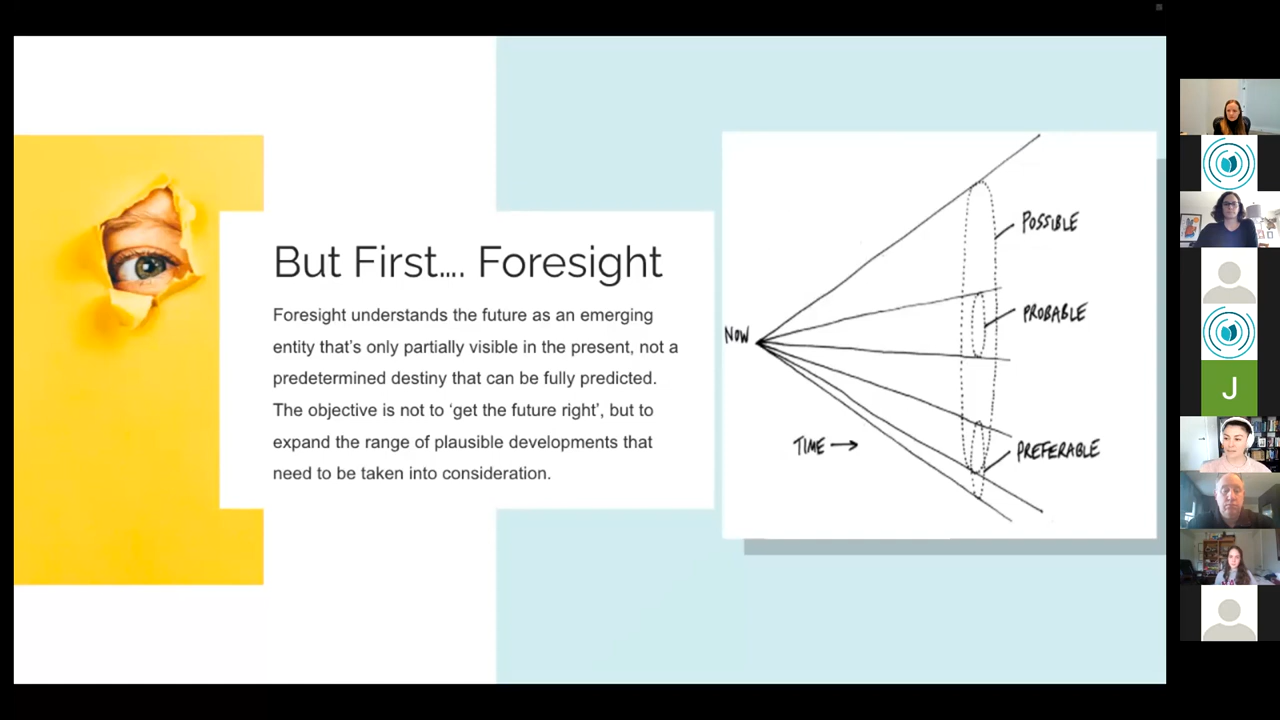 But First.... Foresight
Foresight understands the future as an emerging
entity that's only partially visible in the present, not a
predetermined destiny that can be fully predicted.
The objective is not to ‘get the future right’, but to
expand the range of plausible developments that
need to be taken into consideration.
NOW
POSSIBLE
PROBABLE
PREFERABLE
TIME →
J